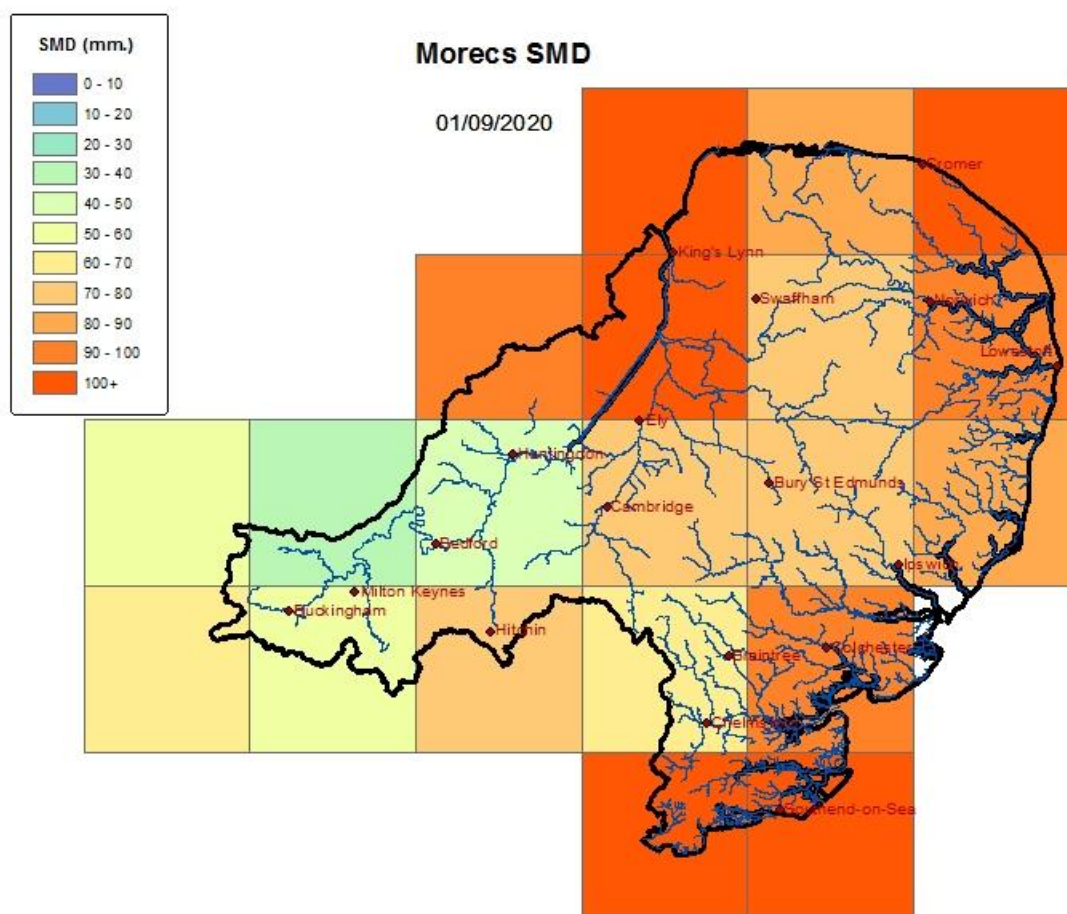 SMD (mm.)
0 - 10
10 - 20
20 - 30
30 - 40
40 - 50
50 - 60
60 - 70
70 - 80
80 - 90
90 - 100
100+
Morecs SMD
01/09/2020
Cromer
King's Lynn
Swaffham
Norwich
Lowestoft
Ely
Huntingdon
Bury St Edmunds
Cambridge
Bedford
Ipswich
Milton Keynes
Buckingham
Hitchin
Colchester
Braintree
Chelmsford
Southend-on-Sea